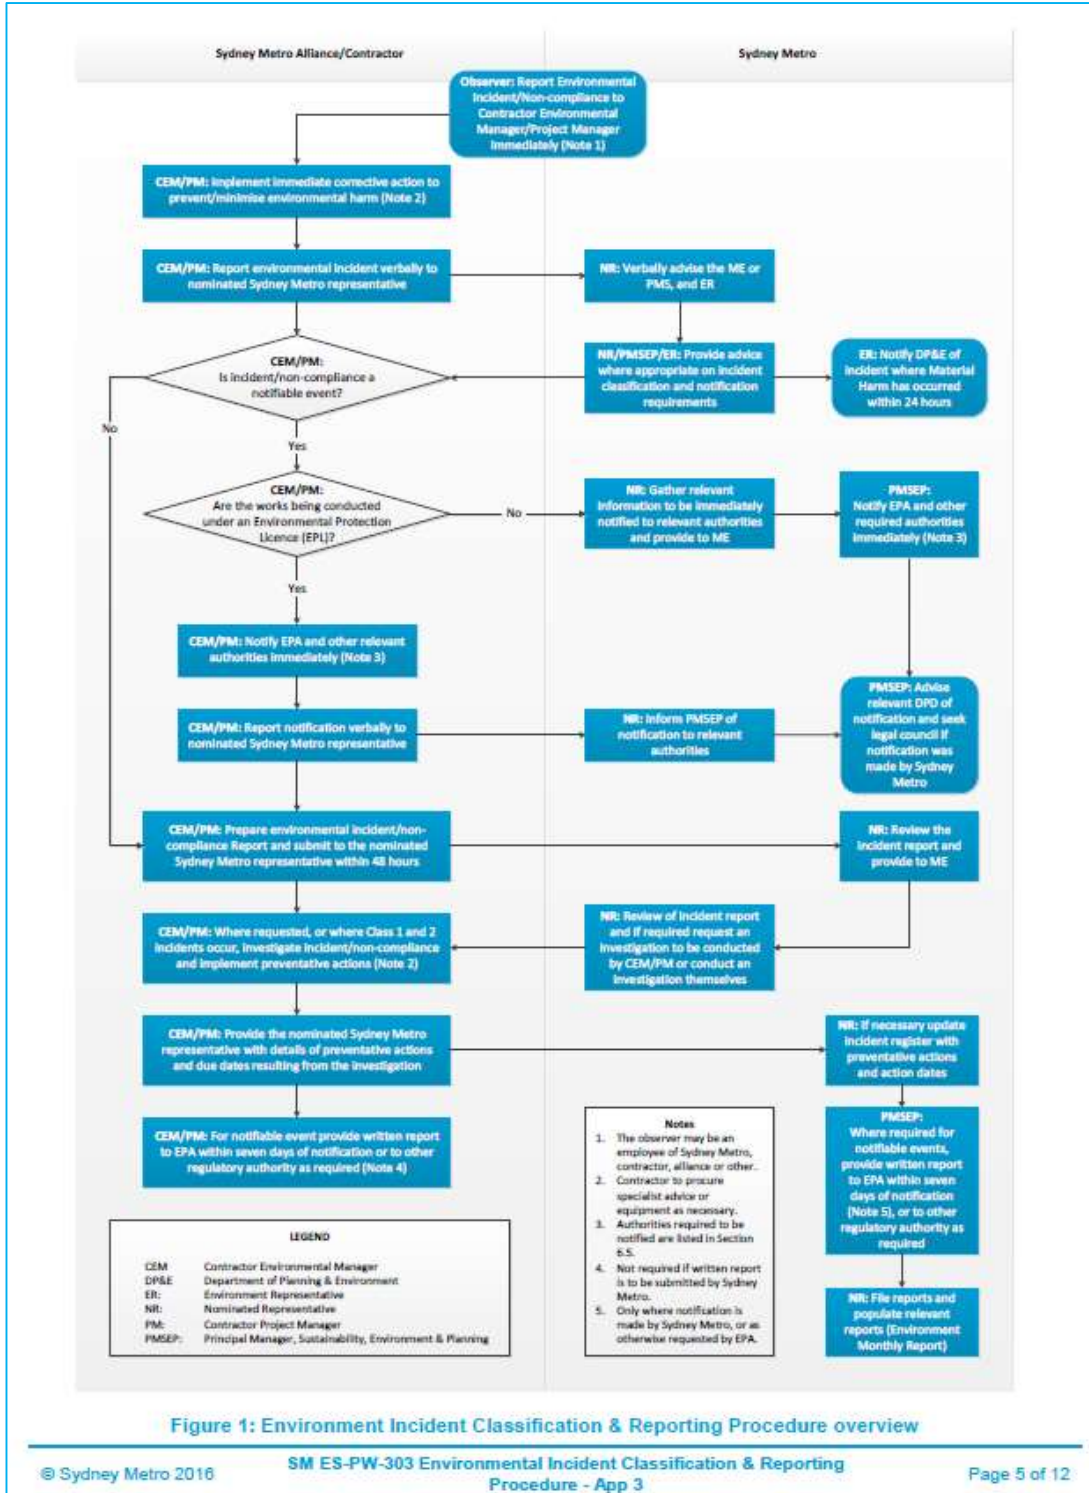 Sydney Metro Alliance/Contractor
Sydney Metro
Observer: Report Environmental
Incident/Non-compliance to
Contractor Environmental
Manager/Project Manager
Immediately (Note 1)
CEM/PM: Implement immediate corrective action to
prevent/minimise environmental harm (Note 2)
CEM/PM: Report environmental incident verbally to
nominated Sydney Metro representative
NR: Verbally advise the ME or
PMS, and ER
CEM/PM:
Is incident/non-compliance a
notifiable event?
NR/PMSEP/ER: Provide advice
where appropriate on incident
classification and notification
requirements
ER: Notify DP&E of
incident where Material
Harm has occurred
within 24 hours
No
Yes
CEM/PM:
Are the works being conducted
under an Environmental Protection
Licence (EPL)?
No
NR: Gather relevant
information to be immediately
notified to relevant authorities
and provide to ME
PMSEP:
Notify EPA and other
required authorities
immediately (Note 3)
Yes
CEM/PM: Notify EPA and other relevant
authorities immediately (Note 3)
CEM/PM: Report notification verbally to
nominated Sydney Metro representative
NR: Inform PMSEP of
notification to relevant
authorities
PMSEP: Advise
relevant DPD of
notification and seek
legal council if
notification was
made by Sydney
Metro
CEM/PM: Prepare environmental incident/non-
compliance Report and submit to the nominated
Sydney Metro representative within 48 hours
NR: Review the
incident report and
provide to ME
CEM/PM: Where requested, or where Class 1 and 2
incidents occur, investigate incident/non-compliance
and implement preventative actions (Note 2)
NR: Review of incident report
and if required request an
investigation to be conducted
by CEM/PM or conduct an
investigation themselves
CEM/PM: Provide the nominated Sydney Metro
representative with details of preventative actions
and due dates resulting from the investigation
NR: If necessary update
incident register with
preventative actions
and action dates
CEM/PM: For notifiable event provide written report
to EPA within seven days of notification or to other
regulatory authority as required (Note 4)
PMSEP:
Where required for
notifiable events,
provide written report
to EPA within seven
days of notification
(Note 5), or to other
regulatory authority as
required
NR: File reports and
populate relevant
reports (Environment
Monthly Report)
Notes
1. The observer may be an
employee of Sydney Metro,
contractor, alliance or other.
2. Contractor to procure
specialist advice or
equipment as necessary.
3. Authorities required to be
notified are listed in Section
6.5.
4. Not required if written report
is to be submitted by Sydney
Metro.
5. Only where notification is
made by Sydney Metro, or as
otherwise requested by EPA.
LEGEND
CEM Contractor Environmental Manager
DP&E Department of Planning & Environment
ER: Environment Representative
NR: Nominated Representative
PM: Contractor Project Manager
PMSEP: Principal Manager, Sustainability, Environment & Planning
Figure 1: Environment Incident Classification & Reporting Procedure overview
© Sydney Metro 2016
SM ES-PW-303 Environmental Incident Classification & Reporting
Procedure - App 3
Page 5 of 12